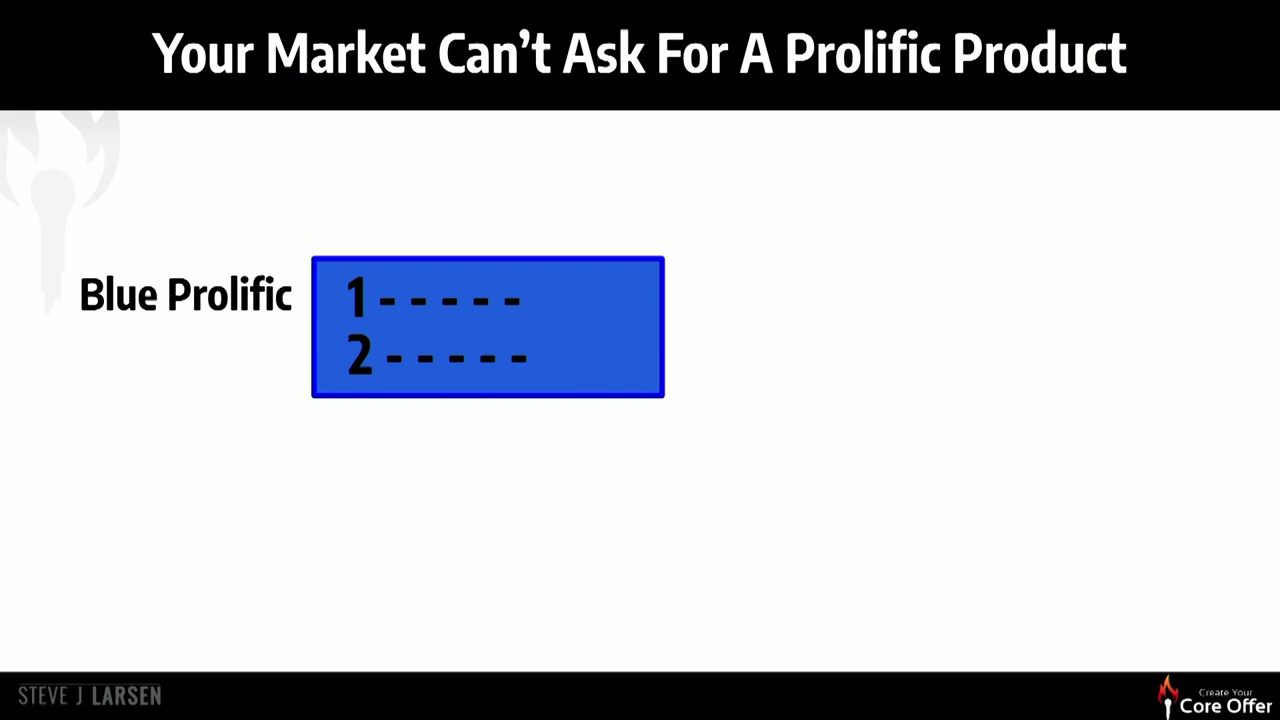 Your Market Can't Ask For A Prolific Product
Blue Prolific
1 - - - - -
2 - - - - -
STEVE J LARSEN
Create Your
Core Offer